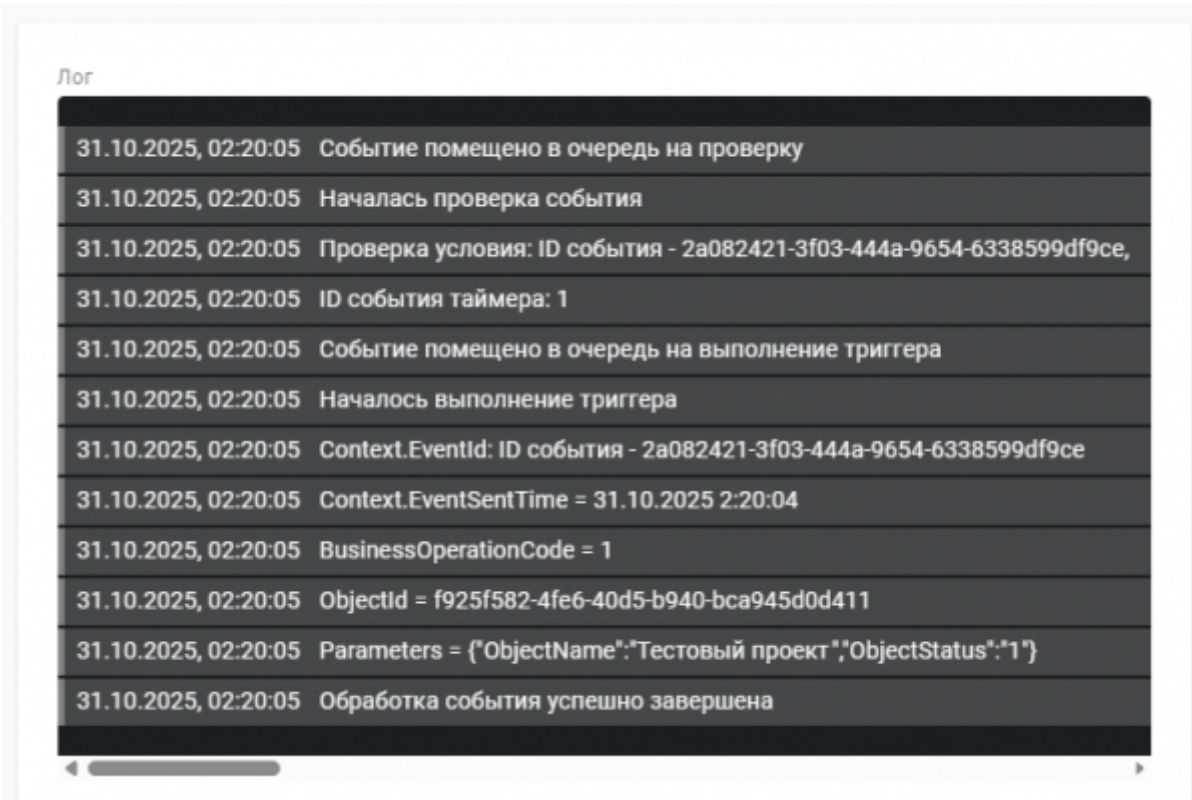 Лог
31.10.2025, 02:20:05 Событие помещено в очередь на проверку
31.10.2025, 02:20:05 Началась проверка события
31.10.2025, 02:20:05 Проверка условия: ID события - 2a082421-3f03-444a-9654-6338599df9ce,
31.10.2025, 02:20:05 ID события таймера: 1
31.10.2025, 02:20:05 Событие помещено в очередь на выполнение триггера
31.10.2025, 02:20:05 Началось выполнение триггера
31.10.2025, 02:20:05 Context.EventId: ID события - 2a082421-3f03-444a-9654-6338599df9ce
31.10.2025, 02:20:05 Context.EventSentTime = 31.10.2025 2:20:04
31.10.2025, 02:20:05 BusinessOperationCode = 1
31.10.2025, 02:20:05 ObjectId = f925f582-4fe6-40d5-b940-bca945d0d411
31.10.2025, 02:20:05 Parameters = {"ObjectName":"Тестовый проект","ObjectStatus":"1"}
31.10.2025, 02:20:05 Обработка события успешно завершена